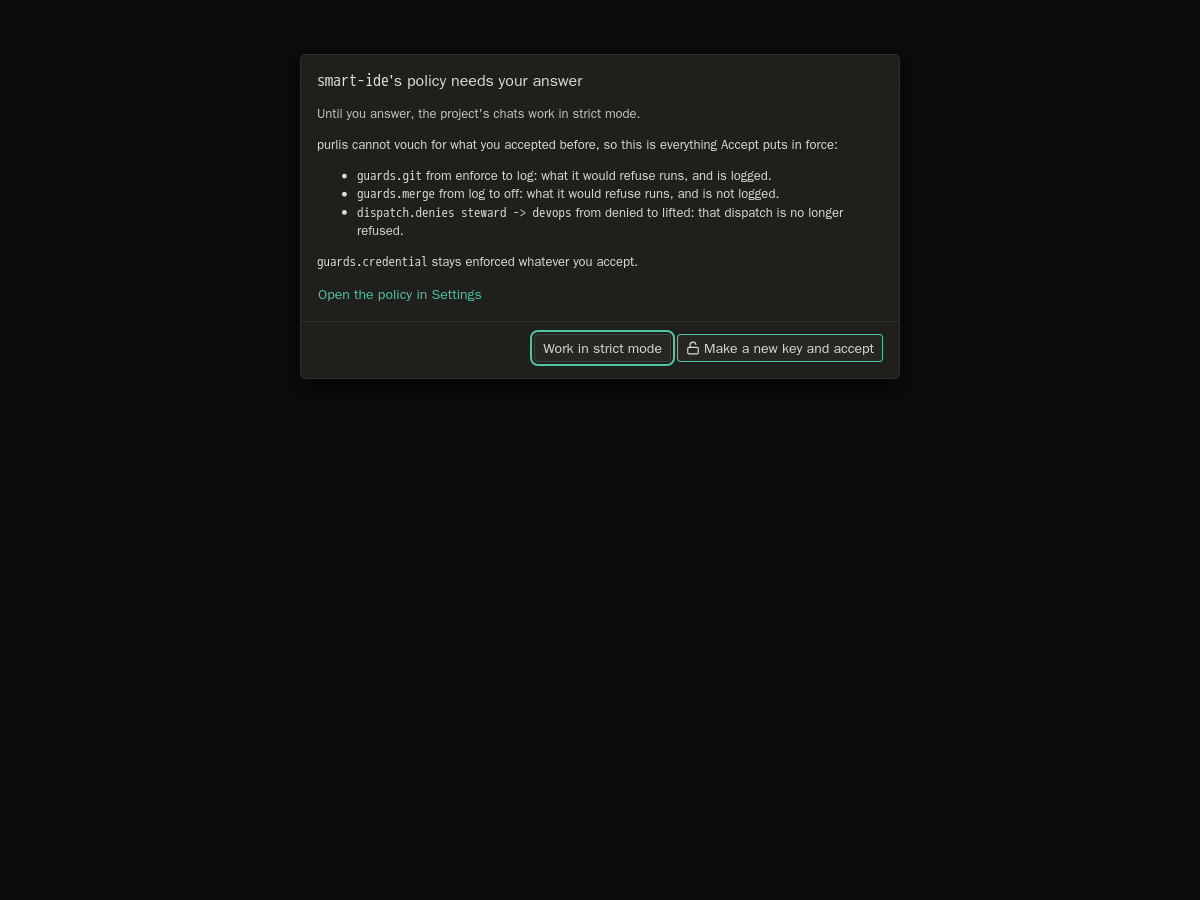 smart-ide's policy needs your answer
Until you answer, the project's chats work in strict mode.
purlis cannot vouch for what you accepted before, so this is everything Accept puts in force:
• guards.git from enforce to log: what it would refuse runs, and is logged.
• guards.merge from log to off: what it would refuse runs, and is not logged.
• dispatch.denies steward -> devops from denied to lifted: that dispatch is no longer
refused.
guards.credential stays enforced whatever you accept.
Open the policy in Settings
Work in strict mode
Make a new key and accept